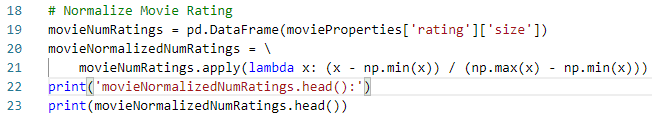 18 # Normalize Movie Rating
19 movieNumRatings = pd.DataFrame(movieProperties['rating']['size'])
20 movieNormalizedNumRatings = \
21     movieNumRatings.apply(lambda x: (x - np.min(x)) / (np.max(x) - np.min(x)))
22 print('movieNormalizedNumRatings.head():')
23 print(movieNormalizedNumRatings.head())